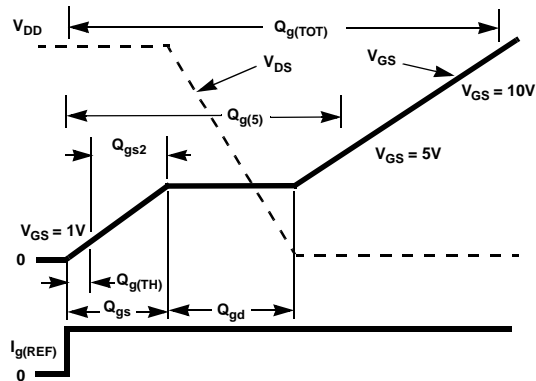 V_DD
Q_g(TOT)
V_DS
V_GS
V_GS = 10V
Q_g(5)
Q_gs2
V_GS = 5V
V_GS = 1V
0
Q_g(TH)
Q_gs
Q_gd
I_g(REF)
0